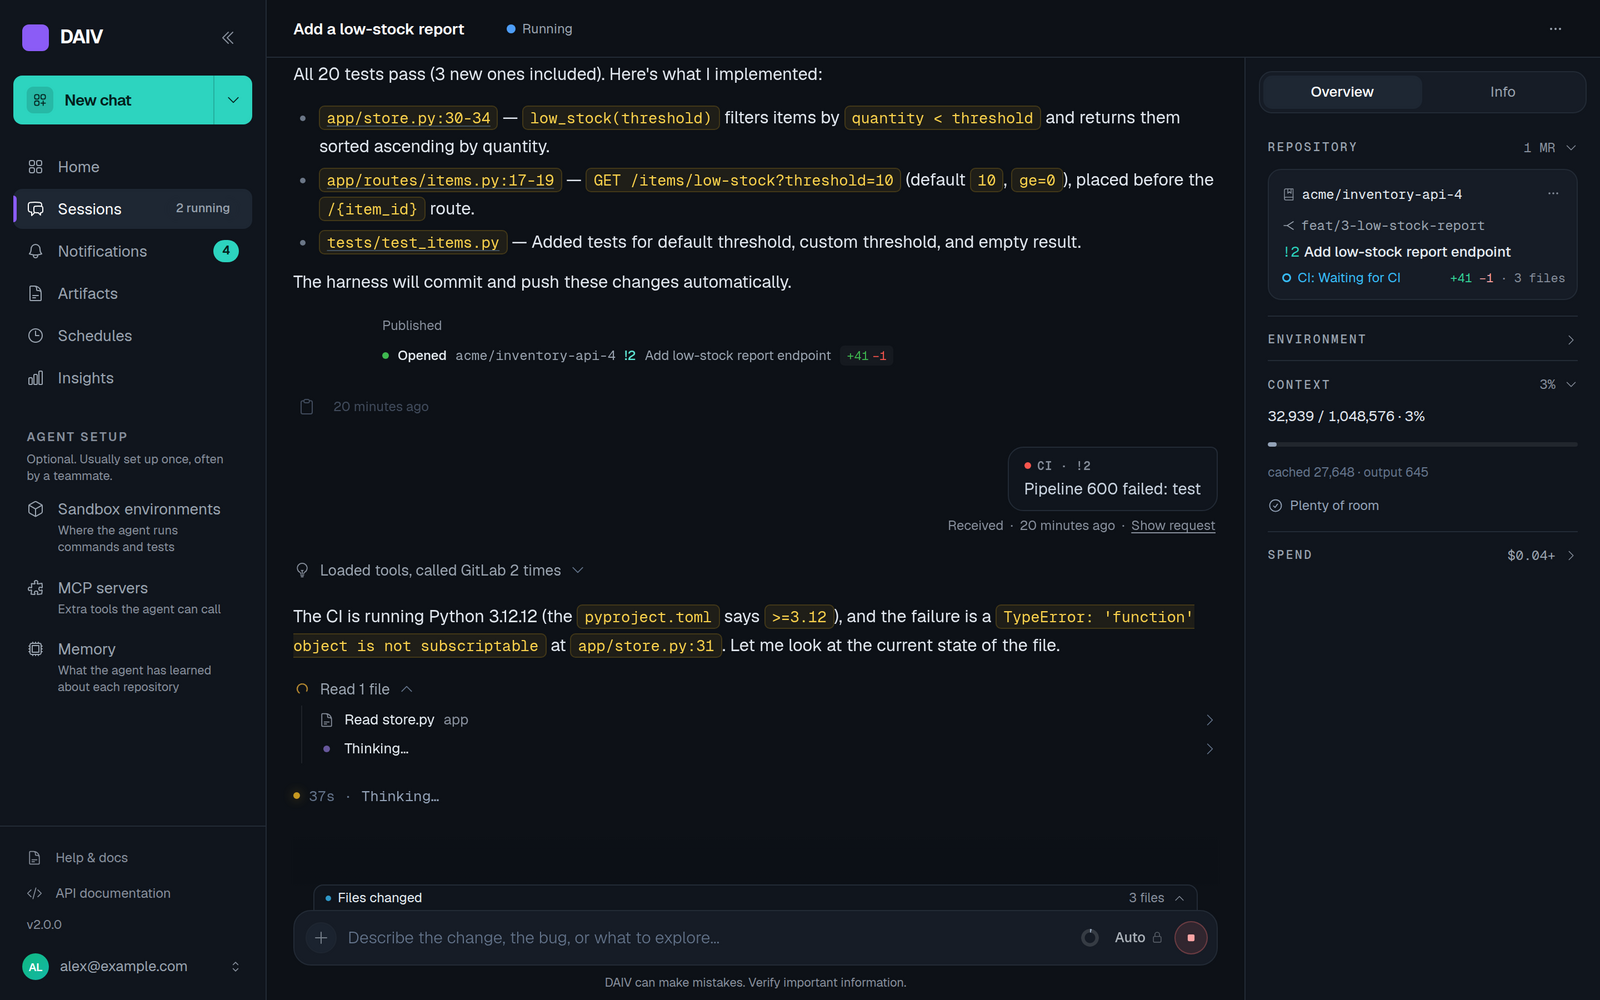 DAIV
New chat
Home
Sessions 2 running
Notifications 4
Artifacts
Schedules
Insights
AGENT SETUP
Optional. Usually set up once, often
by a teammate.
Sandbox environments
Where the agent runs
commands and tests
MCP servers
Extra tools the agent can call
Memory
What the agent has learned
about each repository
Help & docs
API documentation
v2.0.0
AL alex@example.com
Add a low-stock report Running
All 20 tests pass (3 new ones included). Here's what I implemented:
• app/store.py:30-34 — low_stock(threshold) filters items by quantity < threshold and returns them
sorted ascending by quantity.
• app/routes/items.py:17-19 — GET /items/low-stock?threshold=10 (default 10, ge=0), placed before the
/{item_id} route.
• tests/test_items.py — Added tests for default threshold, custom threshold, and empty result.
The harness will commit and push these changes automatically.
Published
Opened acme/inventory-api-4 !2 Add low-stock report endpoint +41 −1
20 minutes ago
CI · !2
Pipeline 600 failed: test
Received · 20 minutes ago · Show request
Loaded tools, called GitLab 2 times
The CI is running Python 3.12.12 (the pyproject.toml says >=3.12), and the failure is a TypeError: 'function'
object is not subscriptable at app/store.py:31. Let me look at the current state of the file.
Read 1 file
Read store.py app
Thinking…
37s · Thinking…
Files changed 3 files
Describe the change, the bug, or what to explore…
Auto
DAIV can make mistakes. Verify important information.
Overview Info
REPOSITORY 1 MR
acme/inventory-api-4
feat/3-low-stock-report
!2 Add low-stock report endpoint
CI: Waiting for CI +41 −1 · 3 files
ENVIRONMENT
CONTEXT 3%
32,939 / 1,048,576 · 3%
cached 27,648 · output 645
Plenty of room
SPEND $0.04+